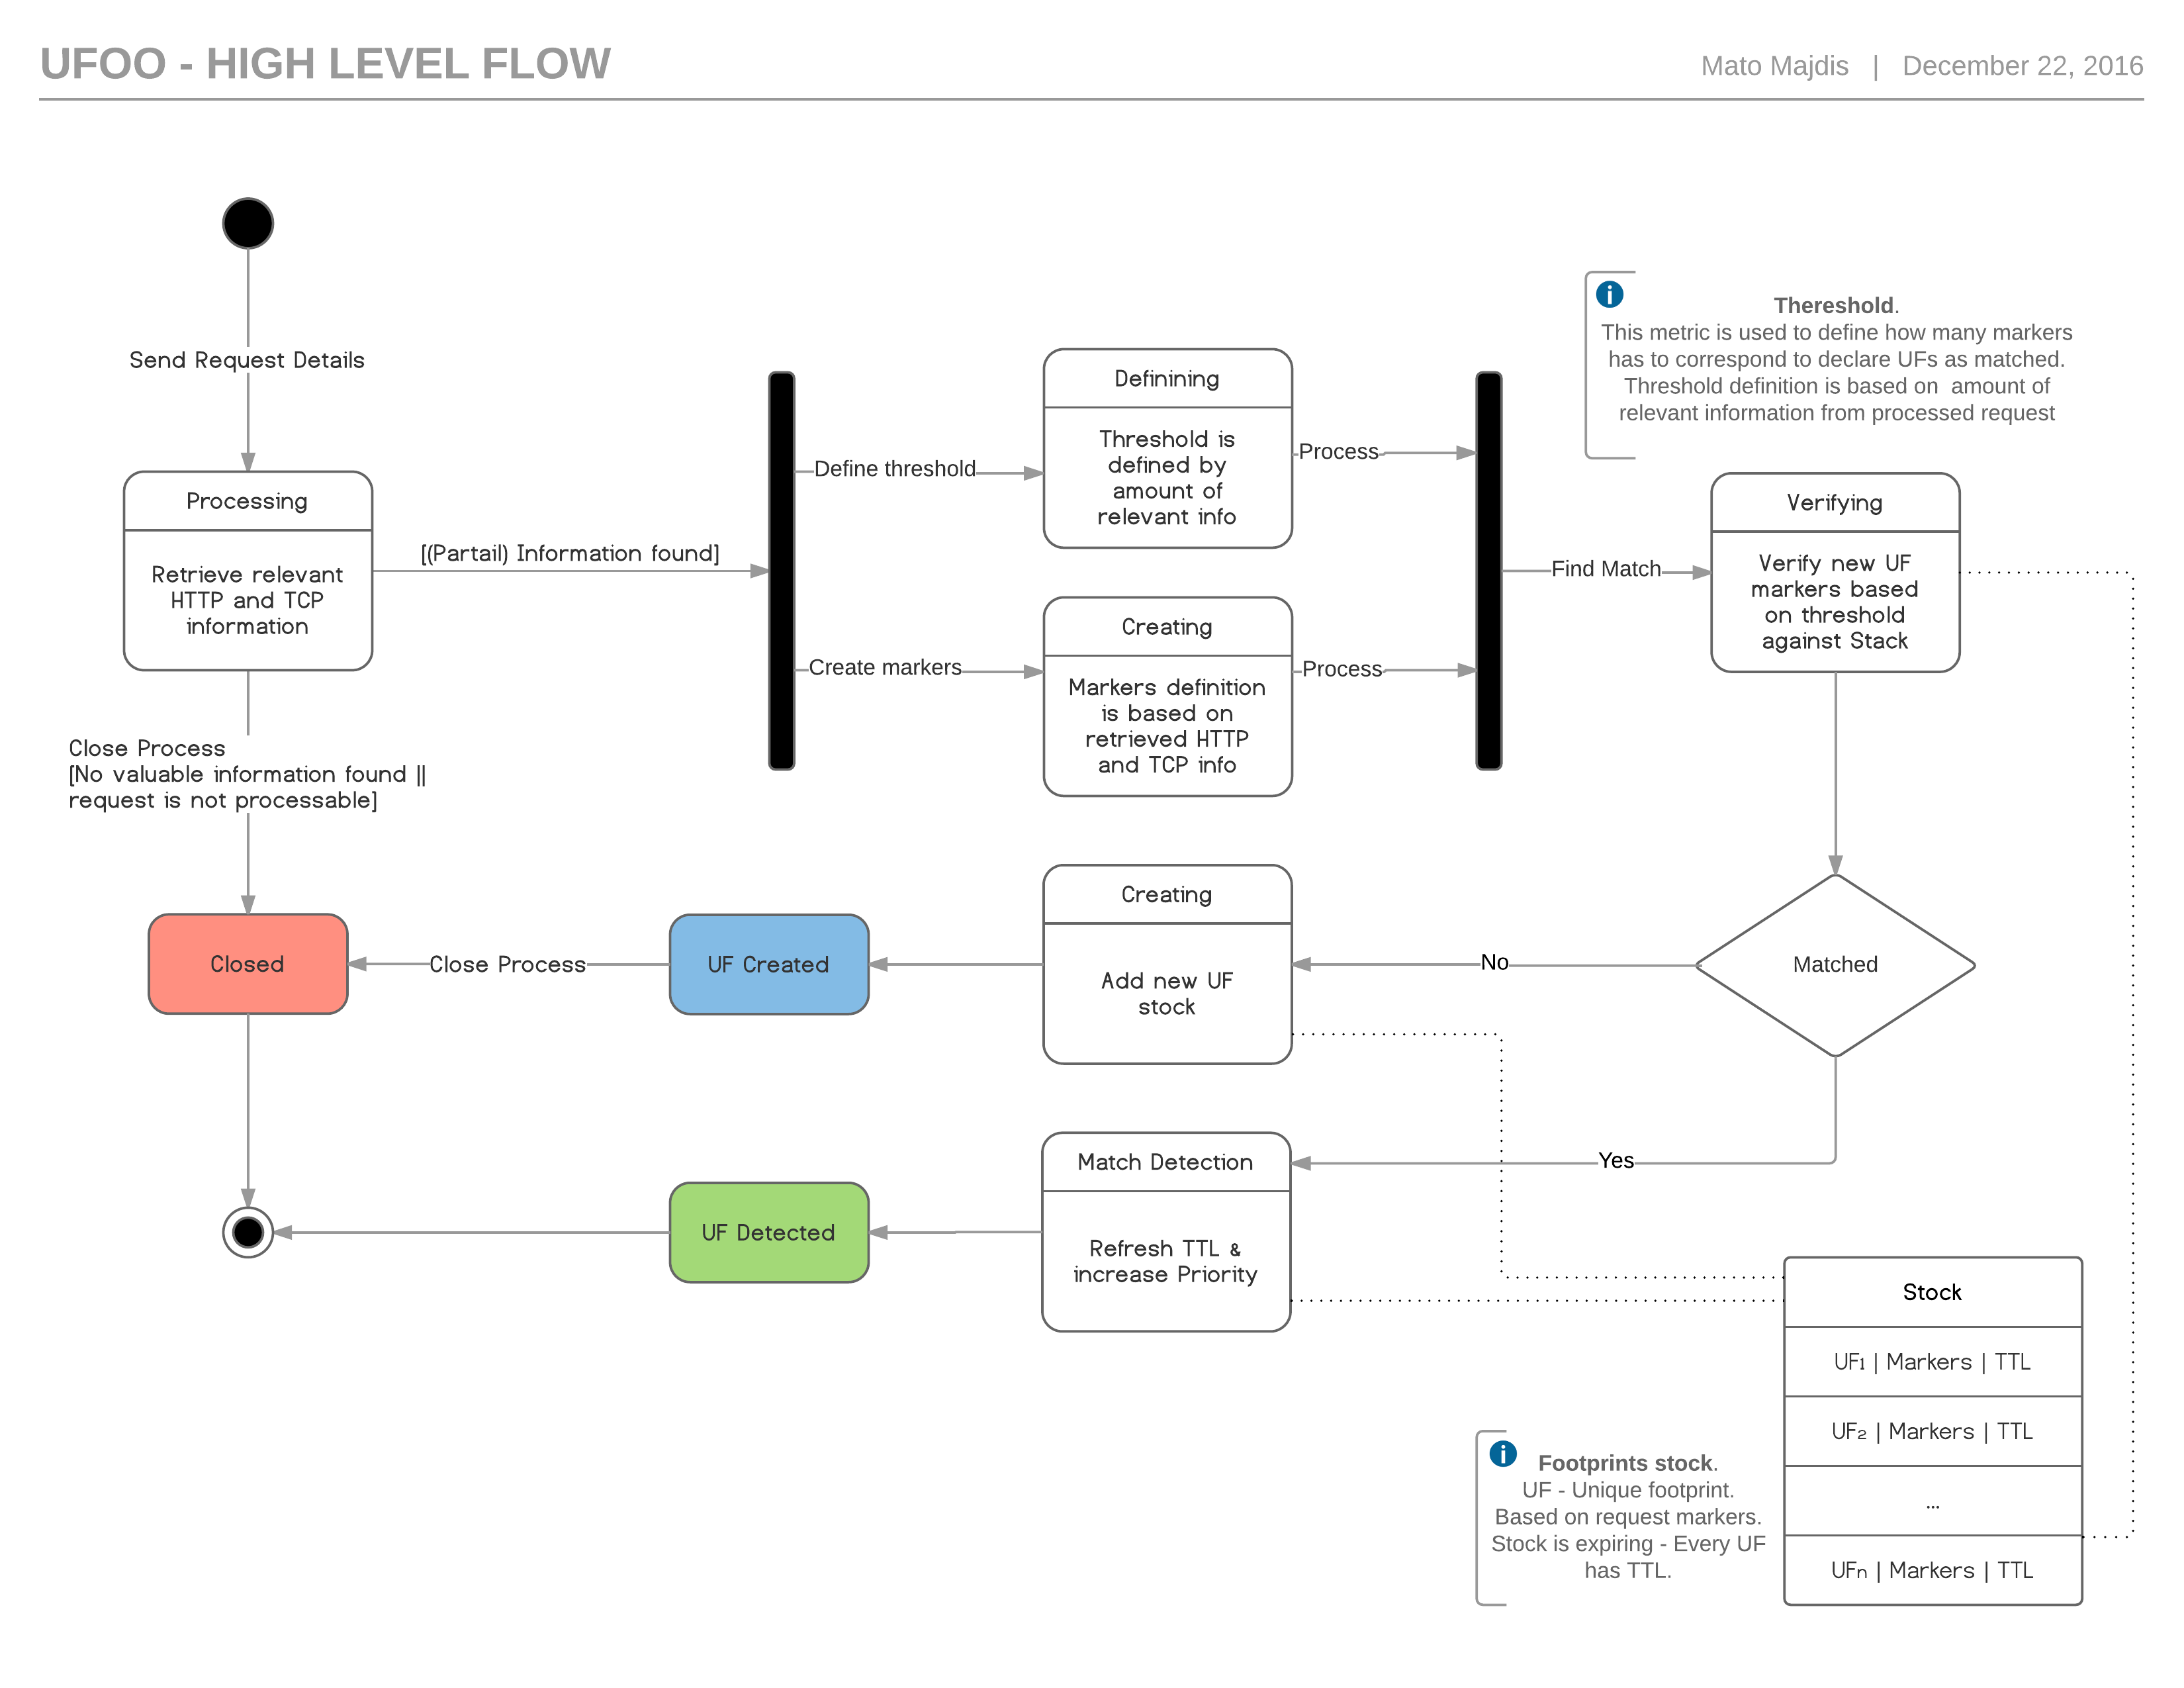 UFOO - HIGH LEVEL FLOW
Mato Majdis | December 22, 2016
Send Request Details
Processing
Retrieve relevant
HTTP and TCP
information
[(Partail) Information found]
Close Process
[No valuable information found ||
request is not processable]
Define threshold
Create markers
Definining
Threshold is
defined by
amount of
relevant info
Process
Creating
Markers definition
is based on
retrieved HTTP
and TCP info
Process
Find Match
Thereshold.
This metric is used to define how many markers
has to correspond to declare UFs as matched.
Threshold definition is based on  amount of
relevant information from processed request
Verifying
Verify new UF
markers based
on threshold
against Stack
Matched
No
Creating
Add new UF
stock
UF Created
Close Process
Closed
Yes
Match Detection
Refresh TTL &
increase Priority
UF Detected
Stock
UF1 | Markers | TTL
UF2 | Markers | TTL
...
UFn | Markers | TTL
Footprints stock.
UF - Unique footprint.
Based on request markers.
Stock is expiring - Every UF
has TTL.